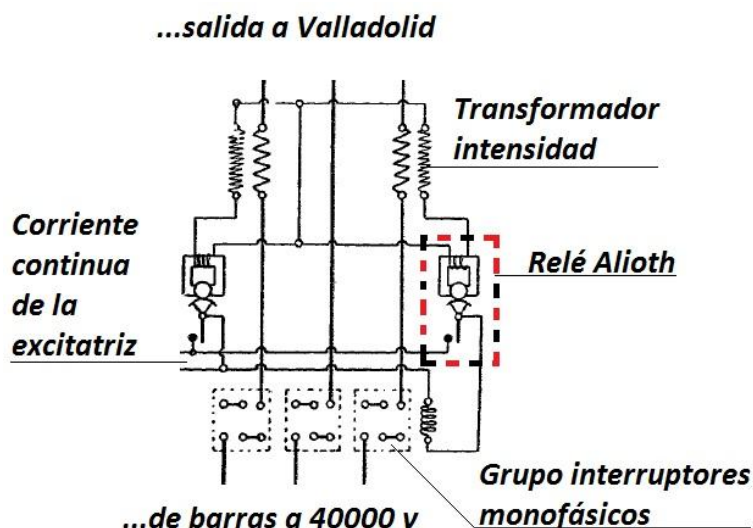 ...salida a Valladolid
Transformador
intensidad
Corriente
continua
de la
excitatriz
Relé Alioth
Grupo interruptores
monofásicos
...de barras a 40000 v